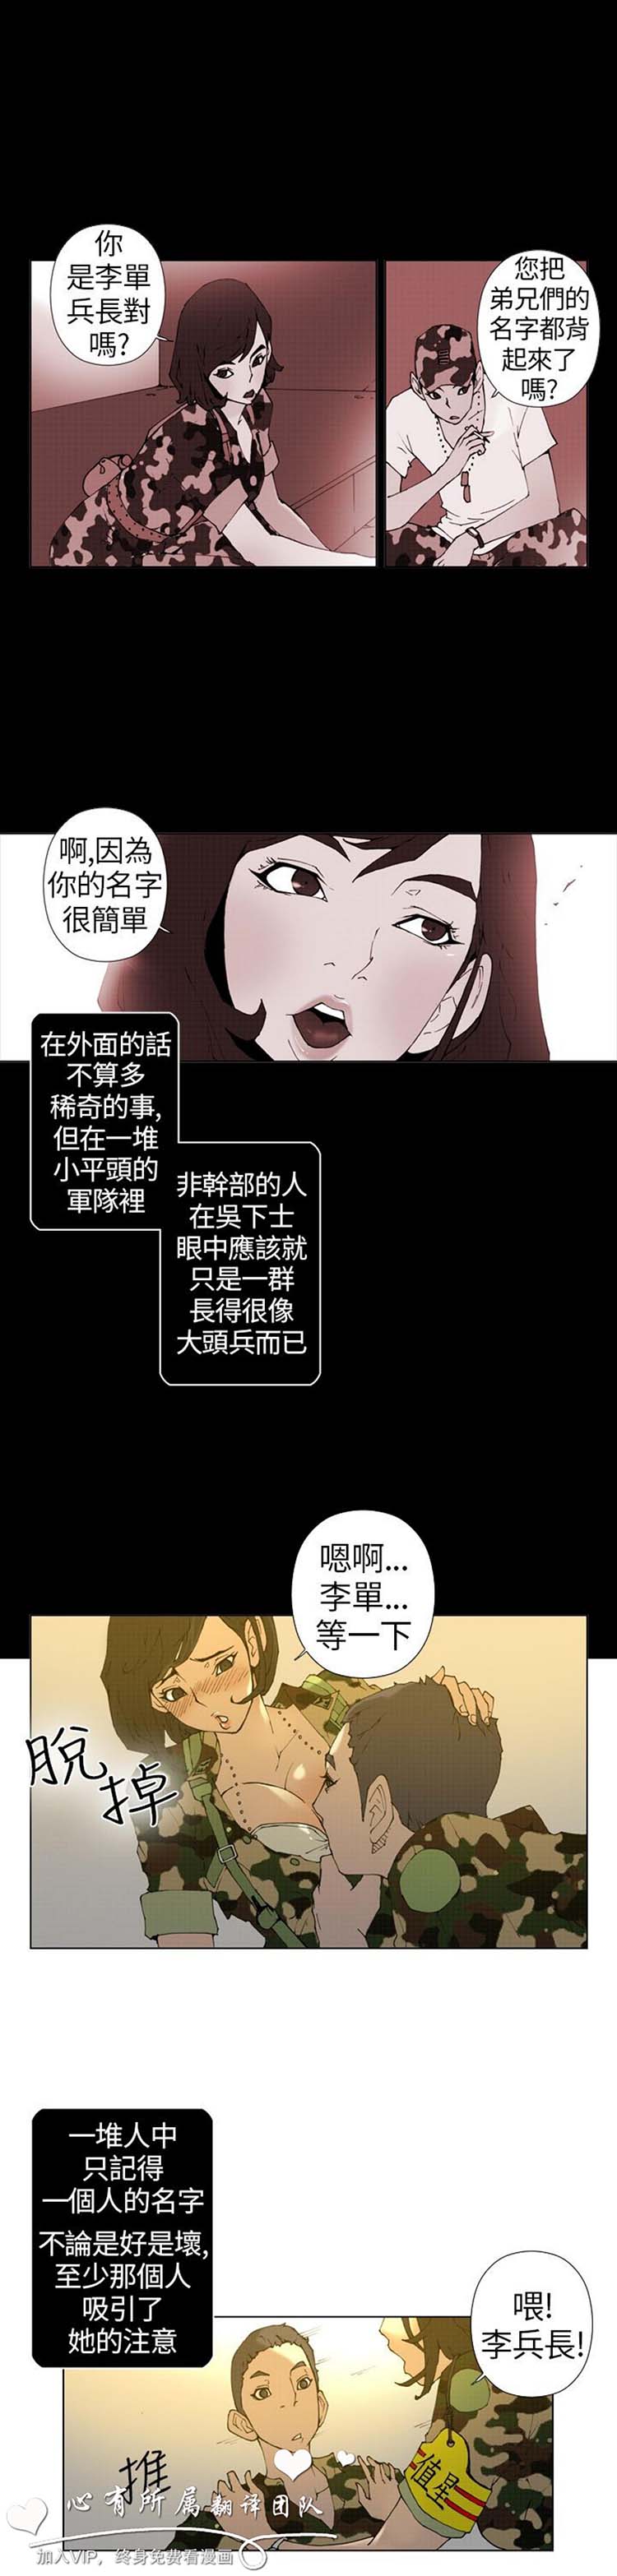 你
是李單
兵長對
嗎?
您把
弟兄們的
名字都背
起來了
嗎?
啊,因為
你的名字
很簡單
在外面的話
不算多
稀奇的事,
但在一堆
小平頭的
軍隊裡
非幹部的人
在吳下士
眼中應該就
只是一群
長得很像
大頭兵而已
嗯啊...
李單...
等一下
脫掉
一堆人中
只記得
一個人的名字
不論是好是壞,
至少那個人
吸引了
她的注意
喂!
李兵長!
推
值星
心有所属翻译团队
加入VIP，终身免费看漫画